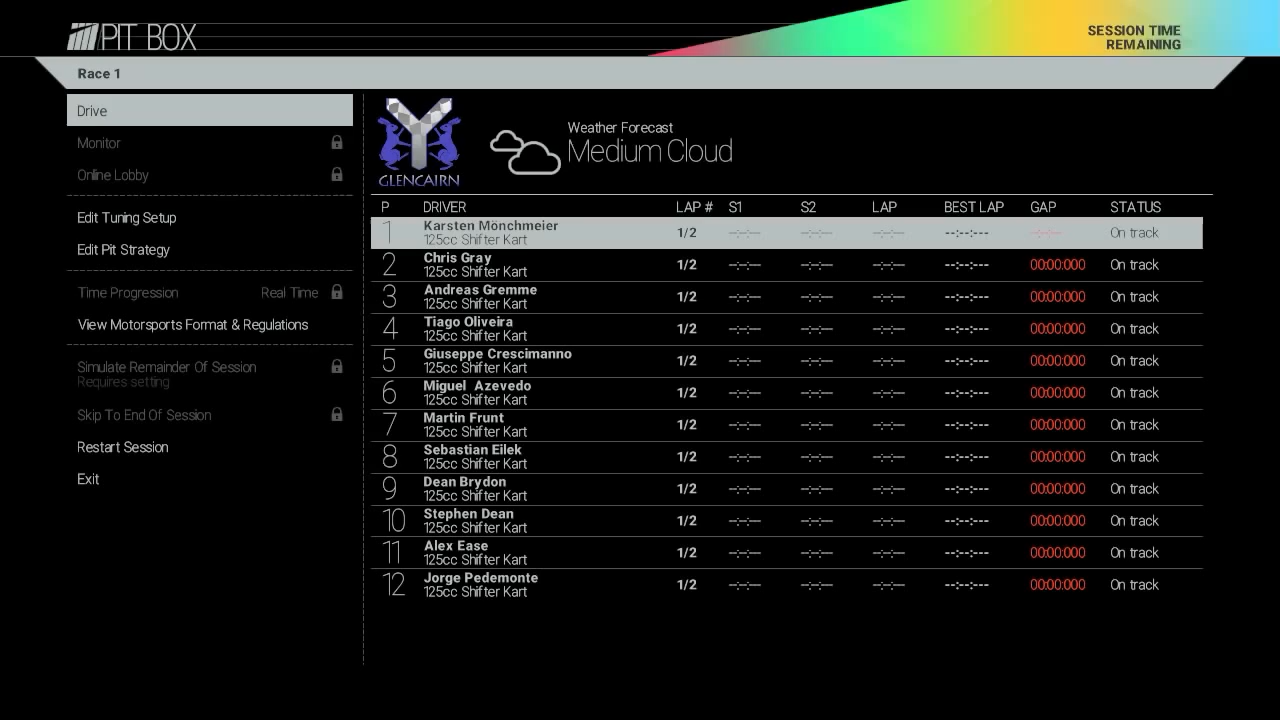 PIT BOX
SESSION TIME
REMAINING
Race 1
Drive
Monitor
Online Lobby
Edit Tuning Setup
Edit Pit Strategy
Time Progression Real Time
View Motorsports Format & Regulations
Simulate Remainder Of Session
Requires setting
Skip To End Of Session
Restart Session
Exit
GLENCAIRN
Weather Forecast
Medium Cloud
P DRIVER LAP # S1 S2 LAP BEST LAP GAP STATUS
1 Karsten Mönchmeier 1/2 --:--:--- --:--:--- --:--:--- --:--:--- --:--:--- On track
125cc Shifter Kart
2 Chris Gray 1/2 --:--:--- --:--:--- --:--:--- --:--:--- 00:00:000 On track
125cc Shifter Kart
3 Andreas Gremme 1/2 --:--:--- --:--:--- --:--:--- --:--:--- 00:00:000 On track
125cc Shifter Kart
4 Tiago Oliveira 1/2 --:--:--- --:--:--- --:--:--- --:--:--- 00:00:000 On track
125cc Shifter Kart
5 Giuseppe Crescimanno 1/2 --:--:--- --:--:--- --:--:--- --:--:--- 00:00:000 On track
125cc Shifter Kart
6 Miguel Azevedo 1/2 --:--:--- --:--:--- --:--:--- --:--:--- 00:00:000 On track
125cc Shifter Kart
7 Martin Frunt 1/2 --:--:--- --:--:--- --:--:--- --:--:--- 00:00:000 On track
125cc Shifter Kart
8 Sebastian Eilek 1/2 --:--:--- --:--:--- --:--:--- --:--:--- 00:00:000 On track
125cc Shifter Kart
9 Dean Brydon 1/2 --:--:--- --:--:--- --:--:--- --:--:--- 00:00:000 On track
125cc Shifter Kart
10 Stephen Dean 1/2 --:--:--- --:--:--- --:--:--- --:--:--- 00:00:000 On track
125cc Shifter Kart
11 Alex Ease 1/2 --:--:--- --:--:--- --:--:--- --:--:--- 00:00:000 On track
125cc Shifter Kart
12 Jorge Pedemonte 1/2 --:--:--- --:--:--- --:--:--- --:--:--- 00:00:000 On track
125cc Shifter Kart